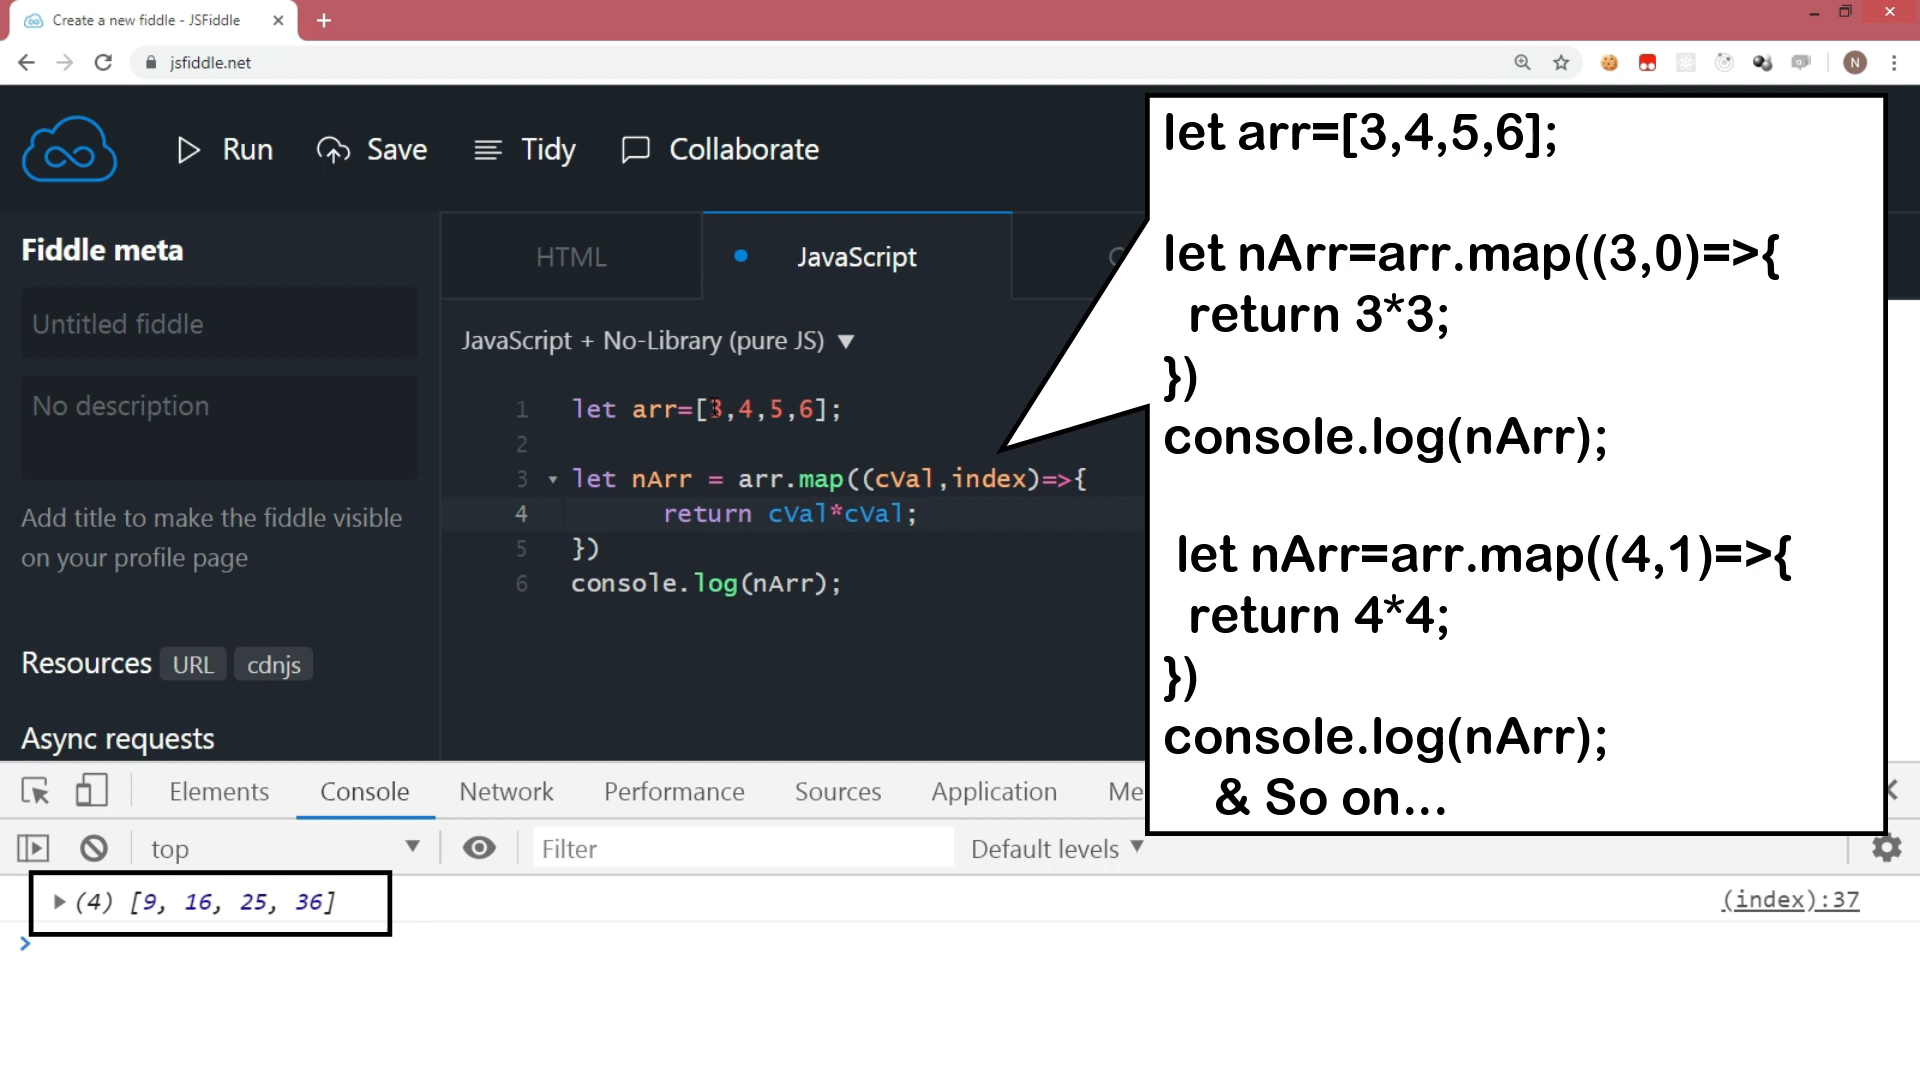 Create a new fiddle - JSFiddle
jsfiddle.net
N
Run
Save
Tidy
Collaborate
Fiddle meta
Untitled fiddle
No description
Add title to make the fiddle visible
on your profile page
Resources URL cdnjs
Async requests
HTML
JavaScript
JavaScript + No-Library (pure JS) ▼
1 let arr=[3,4,5,6];
2
3 let nArr = arr.map((cVal,index)=>{
4 return cVal*cVal;
5 })
6 console.log(nArr);
let arr=[3,4,5,6];
let nArr=arr.map((3,0)=>{
return 3*3;
})
console.log(nArr);
let nArr=arr.map((4,1)=>{
return 4*4;
})
console.log(nArr);
& So on...
Elements Console Network Performance Sources Application Me
top Filter Default levels ▼
(4) [9, 16, 25, 36] (index):37